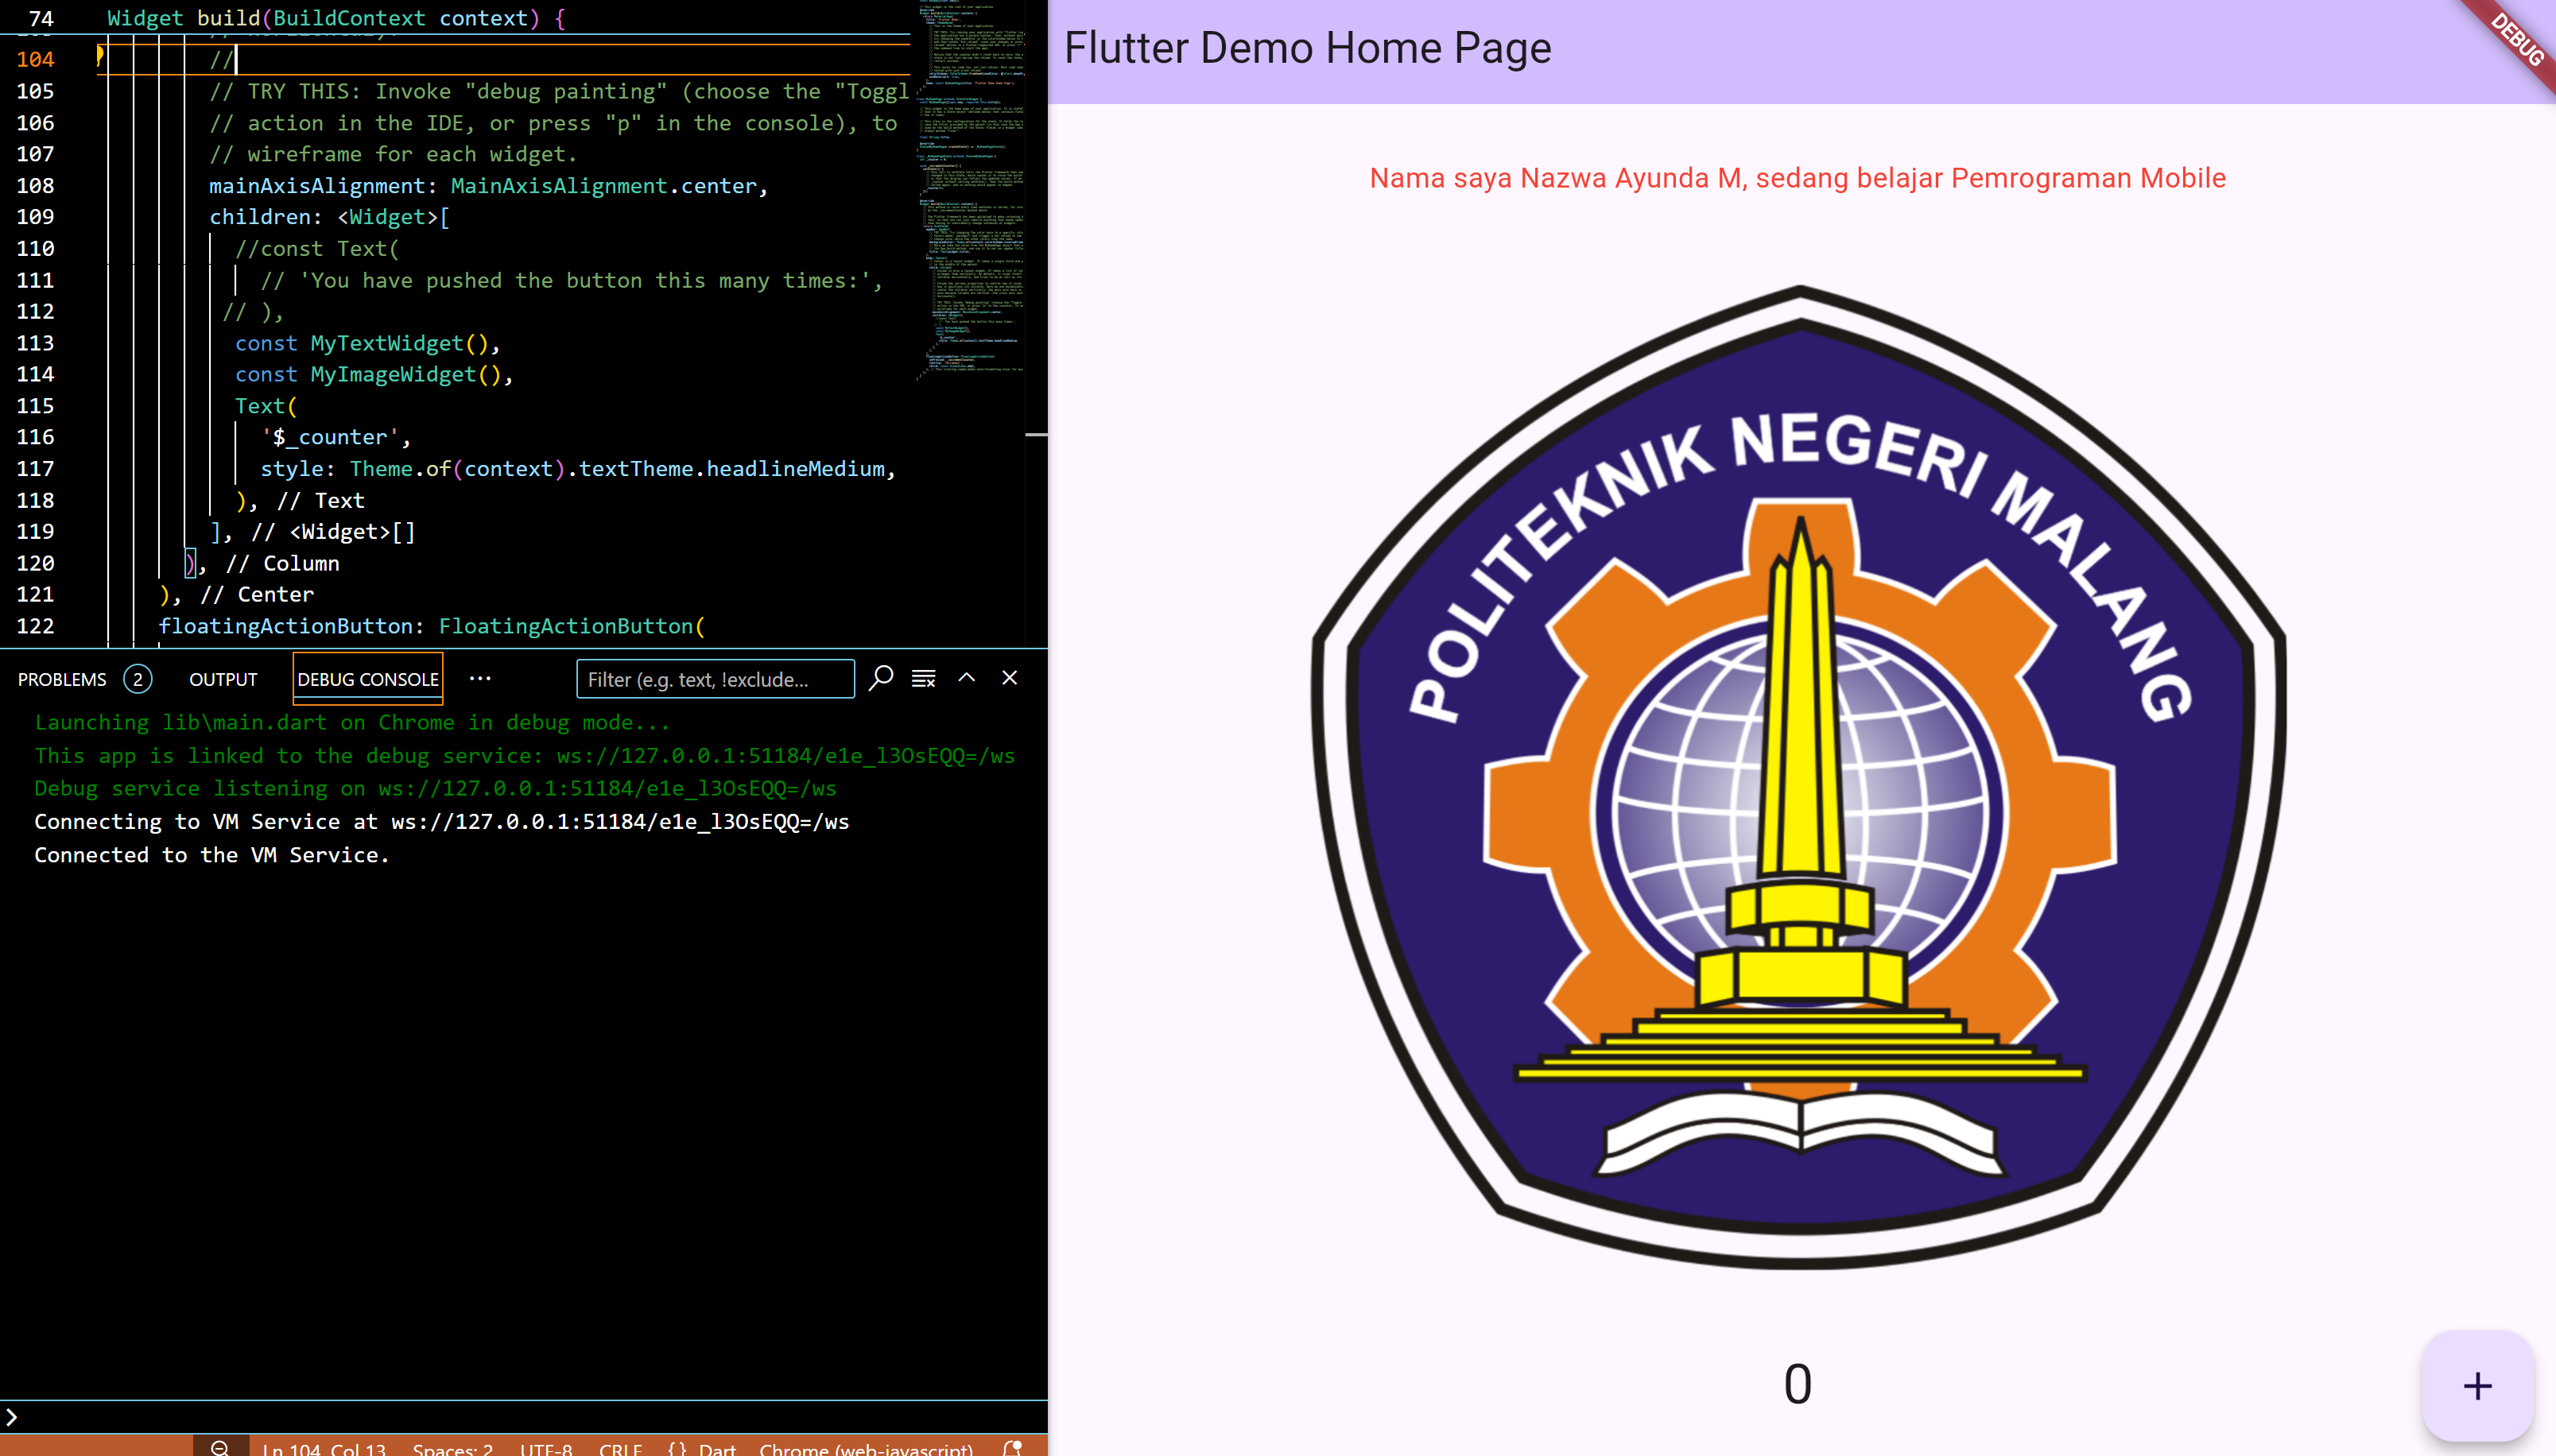 74 Widget build(BuildContext context) {
104 //
105 // TRY THIS: Invoke "debug painting" (choose the "Toggl
106 // action in the IDE, or press "p" in the console), to
107 // wireframe for each widget.
108 mainAxisAlignment: MainAxisAlignment.center,
109 children: <Widget>[
110 //const Text(
111 // 'You have pushed the button this many times:',
112 // ),
113 const MyTextWidget(),
114 const MyImageWidget(),
115 Text(
116 '$_counter',
117 style: Theme.of(context).textTheme.headlineMedium,
118 ), // Text
119 ], // <Widget>[]
120 ), // Column
121 ), // Center
122 floatingActionButton: FloatingActionButton(
PROBLEMS 2 OUTPUT DEBUG CONSOLE ... Filter (e.g. text, !exclude...
Launching lib\main.dart on Chrome in debug mode...
This app is linked to the debug service: ws://127.0.0.1:51184/e1e_l3OsEQQ=/ws
Debug service listening on ws://127.0.0.1:51184/e1e_l3OsEQQ=/ws
Connecting to VM Service at ws://127.0.0.1:51184/e1e_l3OsEQQ=/ws
Connected to the VM Service.
Ln 104, Col 13 Spaces: 2 UTF-8 CRLF {} Dart Chrome (web-javascript)
Flutter Demo Home Page
DEBUG
Nama saya Nazwa Ayunda M, sedang belajar Pemrograman Mobile
POLITEKNIK NEGERI MALANG
0
+